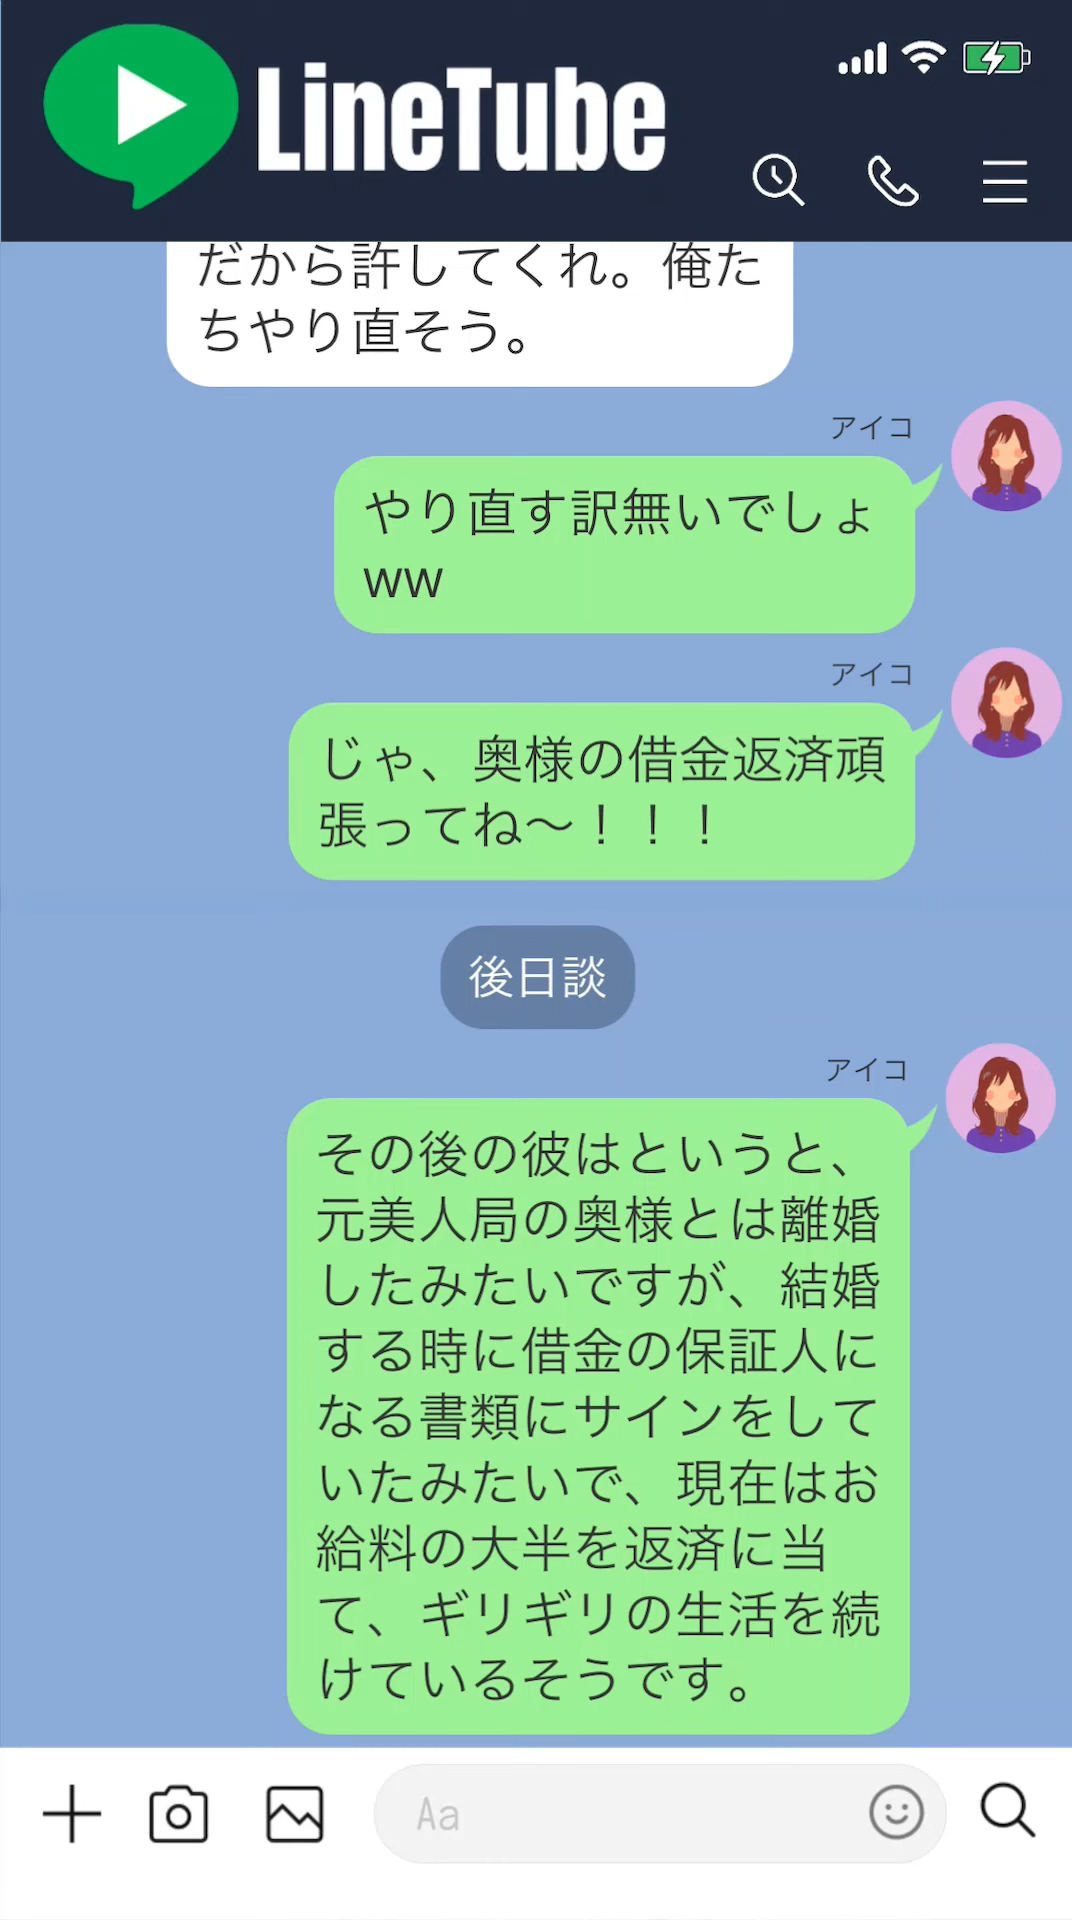 LineTube
だから許してくれ。俺た
ちやり直そう。
アイコ
やり直す訳無いでしょ
ww
アイコ
じゃ、奥様の借金返済頑
張ってね〜！！！
後日談
アイコ
その後の彼はというと、
元美人局の奥様とは離婚
したみたいですが、結婚
する時に借金の保証人に
なる書類にサインをして
いたみたいで、現在はお
給料の大半を返済に当
て、ギリギリの生活を続
けているそうです。
Aa